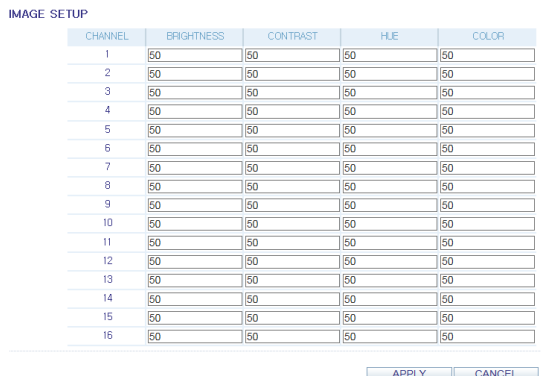 IMAGE SETUP
CHANNEL BRIGHTNESS CONTRAST HUE COLOR
1 50 50 50 50
2 50 50 50 50
3 50 50 50 50
4 50 50 50 50
5 50 50 50 50
6 50 50 50 50
7 50 50 50 50
8 50 50 50 50
9 50 50 50 50
10 50 50 50 50
11 50 50 50 50
12 50 50 50 50
13 50 50 50 50
14 50 50 50 50
15 50 50 50 50
16 50 50 50 50
APPLY CANCEL